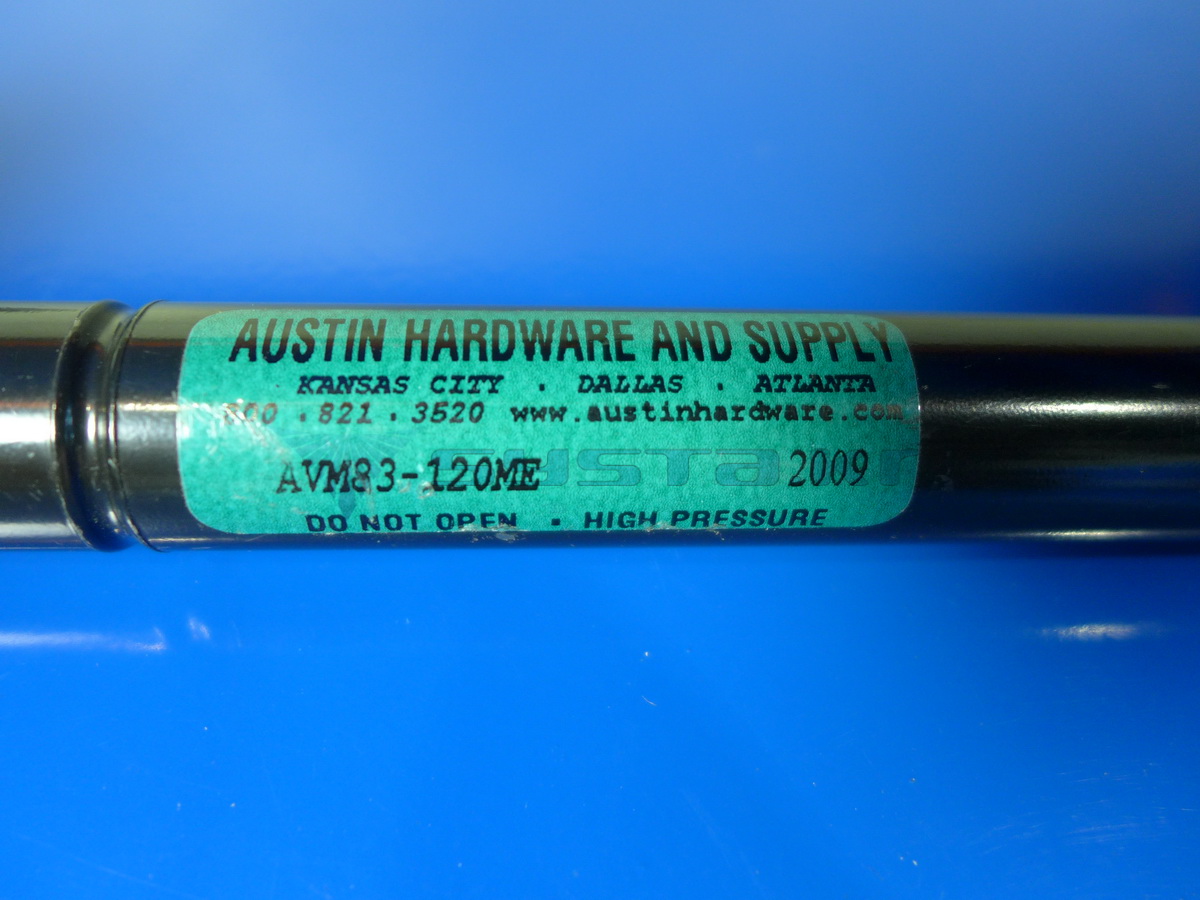 AUSTIN HARDWARE AND SUPPLY
KANSAS CITY . DALLAS . ATLANTA
800 . 821 . 3520 www.austinhardware.com
AVM83-120ME 2009
DO NOT OPEN . HIGH PRESSURE